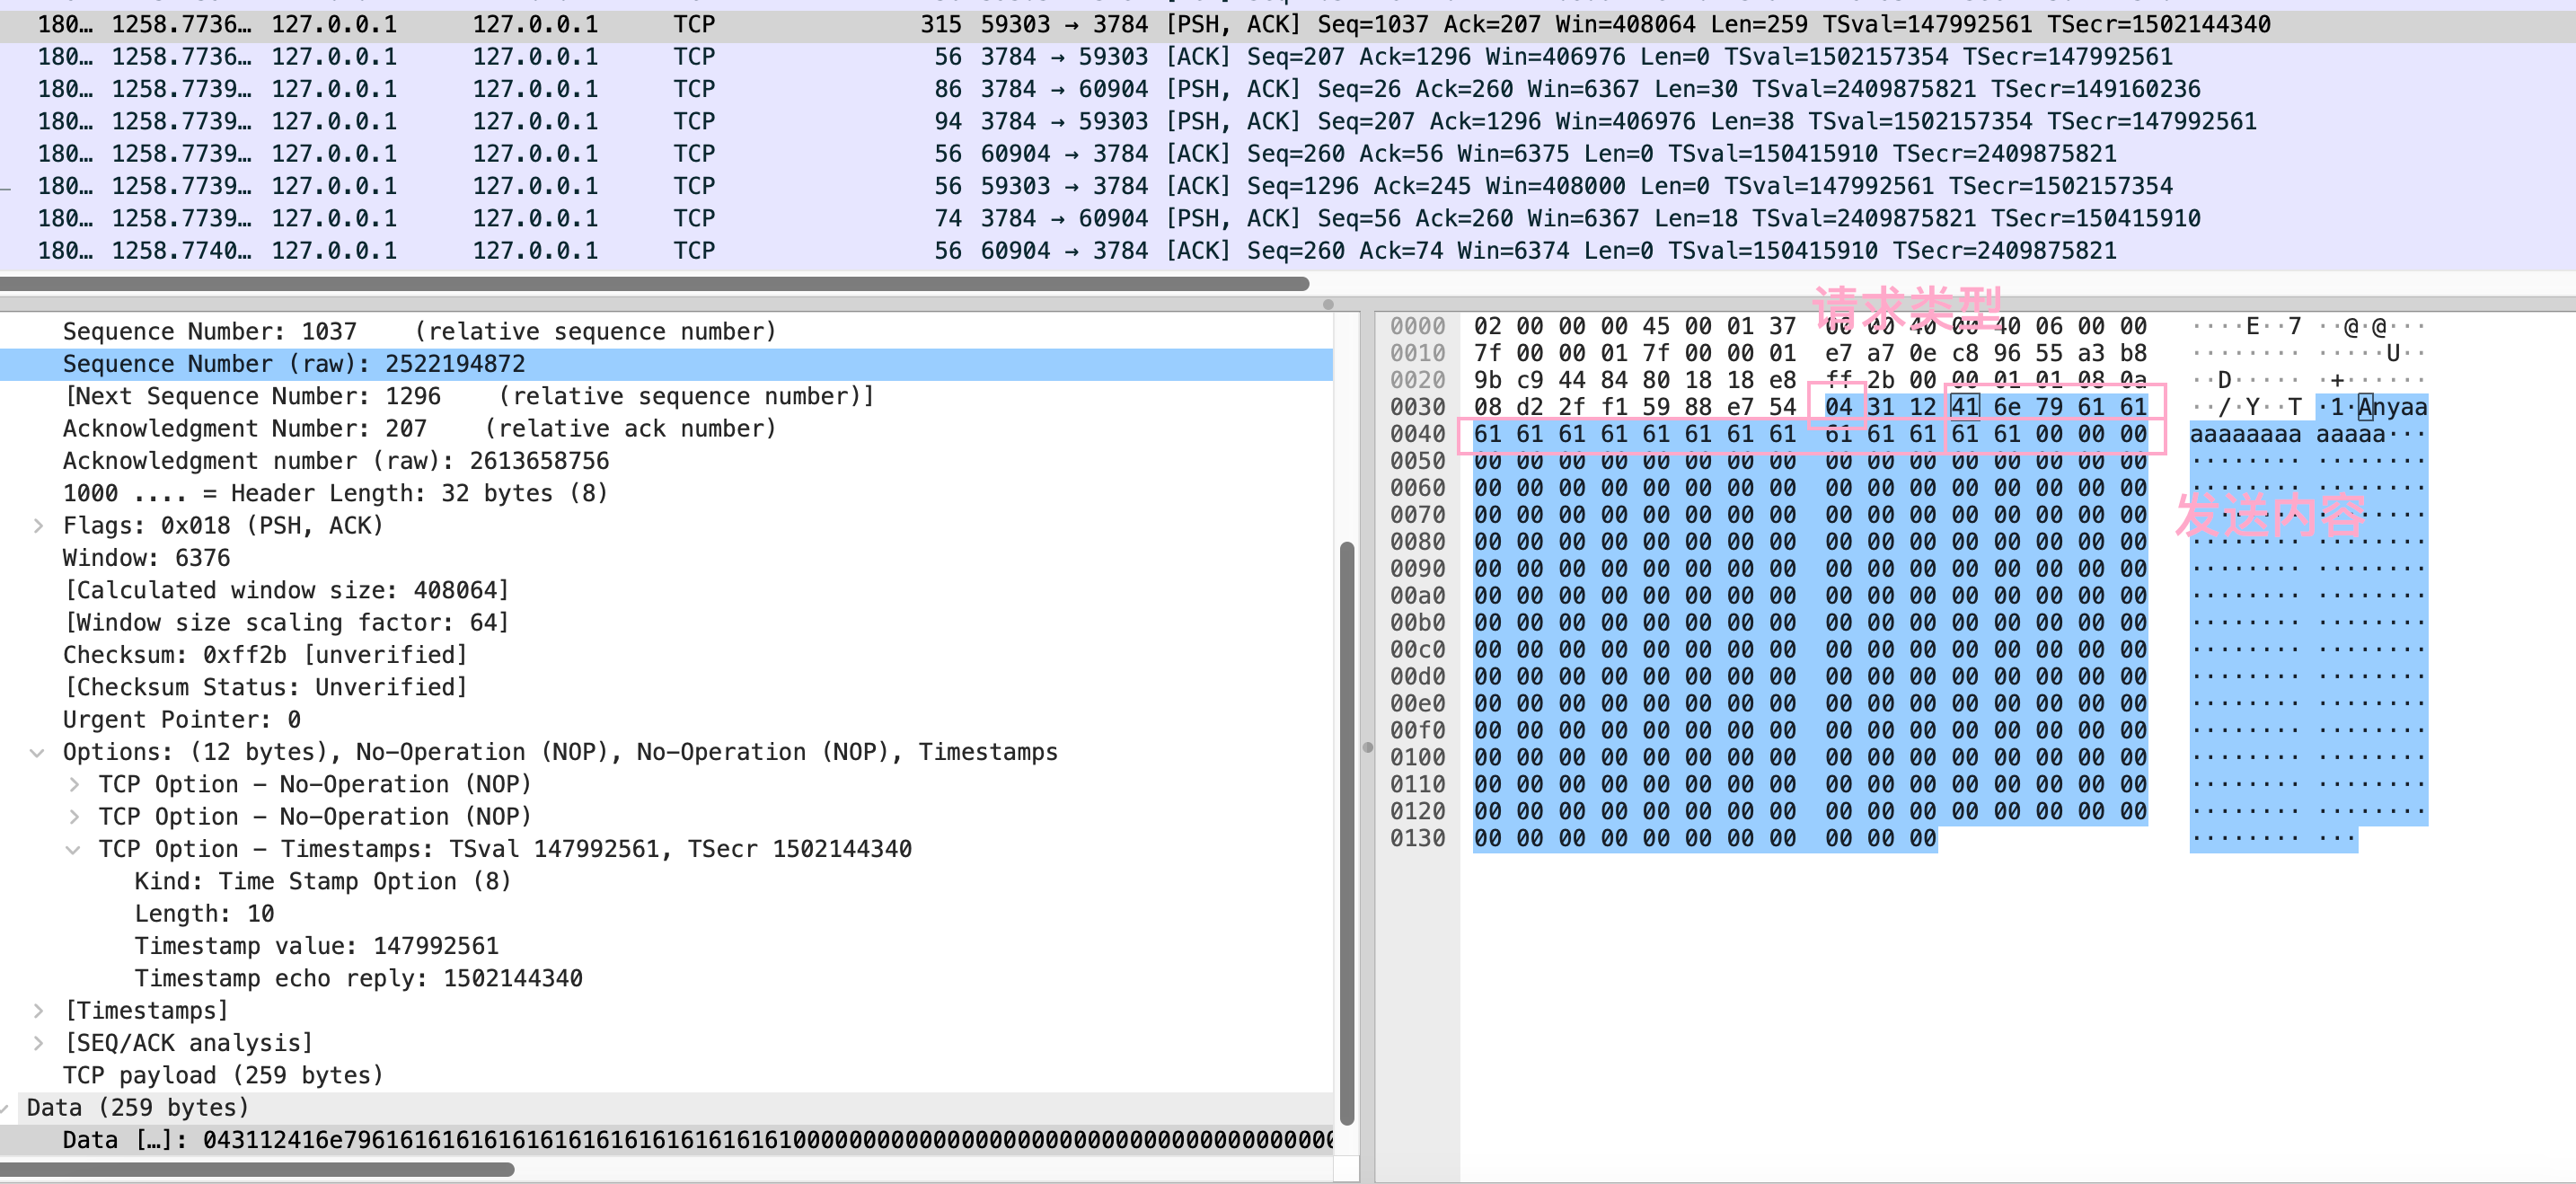 180… 1258.7736… 127.0.0.1 127.0.0.1 TCP 315 59303 → 3784 [PSH, ACK] Seq=1037 Ack=207 Win=408064 Len=259 TSval=147992561 TSecr=1502144340
180… 1258.7736… 127.0.0.1 127.0.0.1 TCP 56 3784 → 59303 [ACK] Seq=207 Ack=1296 Win=406976 Len=0 TSval=1502157354 TSecr=147992561
180… 1258.7739… 127.0.0.1 127.0.0.1 TCP 86 3784 → 60904 [PSH, ACK] Seq=26 Ack=260 Win=6367 Len=30 TSval=2409875821 TSecr=149160236
180… 1258.7739… 127.0.0.1 127.0.0.1 TCP 94 3784 → 59303 [PSH, ACK] Seq=207 Ack=1296 Win=406976 Len=38 TSval=1502157354 TSecr=147992561
180… 1258.7739… 127.0.0.1 127.0.0.1 TCP 56 60904 → 3784 [ACK] Seq=260 Ack=56 Win=6375 Len=0 TSval=150415910 TSecr=2409875821
180… 1258.7739… 127.0.0.1 127.0.0.1 TCP 56 59303 → 3784 [ACK] Seq=1296 Ack=245 Win=408000 Len=0 TSval=147992561 TSecr=1502157354
180… 1258.7739… 127.0.0.1 127.0.0.1 TCP 74 3784 → 60904 [PSH, ACK] Seq=56 Ack=260 Win=6367 Len=18 TSval=2409875821 TSecr=150415910
180… 1258.7740… 127.0.0.1 127.0.0.1 TCP 56 60904 → 3784 [ACK] Seq=260 Ack=74 Win=6374 Len=0 TSval=150415910 TSecr=2409875821
Sequence Number: 1037 (relative sequence number)
Sequence Number (raw): 2522194872
[Next Sequence Number: 1296 (relative sequence number)]
Acknowledgment Number: 207 (relative ack number)
Acknowledgment number (raw): 2613658756
1000 .... = Header Length: 32 bytes (8)
Flags: 0x018 (PSH, ACK)
Window: 6376
[Calculated window size: 408064]
[Window size scaling factor: 64]
Checksum: 0xff2b [unverified]
[Checksum Status: Unverified]
Urgent Pointer: 0
Options: (12 bytes), No-Operation (NOP), No-Operation (NOP), Timestamps
TCP Option – No-Operation (NOP)
TCP Option – No-Operation (NOP)
TCP Option – Timestamps: TSval 147992561, TSecr 1502144340
Kind: Time Stamp Option (8)
Length: 10
Timestamp value: 147992561
Timestamp echo reply: 1502144340
[Timestamps]
[SEQ/ACK analysis]
TCP payload (259 bytes)
Data (259 bytes)
请求类型
0000 02 00 00 00 45 00 01 37 00 00 40 00 40 06 00 00 ····E··7 ··@·@···
0010 7f 00 00 01 7f 00 00 01 e7 a7 0e c8 96 55 a3 b8 ········ ·····U··
0020 9b c9 44 84 80 18 18 e8 ff 2b 00 00 01 01 08 0a ··D····· ·+······
0030 08 d2 2f f1 59 88 e7 54 04 31 12 41 6e 79 61 61 ··/·Y··T ·1·Anyaa
0040 61 61 61 61 61 61 61 61 61 61 61 61 61 00 00 00 aaaaaaaa aaaaa···
0050 00 00 00 00 00 00 00 00 00 00 00 00 00 00 00 00 ········ ········
0060 00 00 00 00 00 00 00 00 00 00 00 00 00 00 00 00 ········ ········
0070 00 00 00 00 00 00 00 00 00 00 00 00 00 00 00 00 ········ ········
发送内容
0080 00 00 00 00 00 00 00 00 00 00 00 00 00 00 00 00 ········ ········
0090 00 00 00 00 00 00 00 00 00 00 00 00 00 00 00 00 ········ ········
00a0 00 00 00 00 00 00 00 00 00 00 00 00 00 00 00 00 ········ ········
00b0 00 00 00 00 00 00 00 00 00 00 00 00 00 00 00 00 ········ ········
00c0 00 00 00 00 00 00 00 00 00 00 00 00 00 00 00 00 ········ ········
00d0 00 00 00 00 00 00 00 00 00 00 00 00 00 00 00 00 ········ ········
00e0 00 00 00 00 00 00 00 00 00 00 00 00 00 00 00 00 ········ ········
00f0 00 00 00 00 00 00 00 00 00 00 00 00 00 00 00 00 ········ ········
0100 00 00 00 00 00 00 00 00 00 00 00 00 00 00 00 00 ········ ········
0110 00 00 00 00 00 00 00 00 00 00 00 00 00 00 00 00 ········ ········
0120 00 00 00 00 00 00 00 00 00 00 00 00 00 00 00 00 ········ ········
0130 00 00 00 00 00 00 00 00 00 00 00 ········ ···